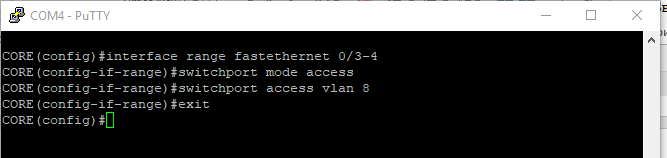 COM4 - PuTTY
CORE(config)#interface range fastethernet 0/3-4
CORE(config-if-range)#switchport mode access
CORE(config-if-range)#switchport access vlan 8
CORE(config-if-range)#exit
CORE(config)#